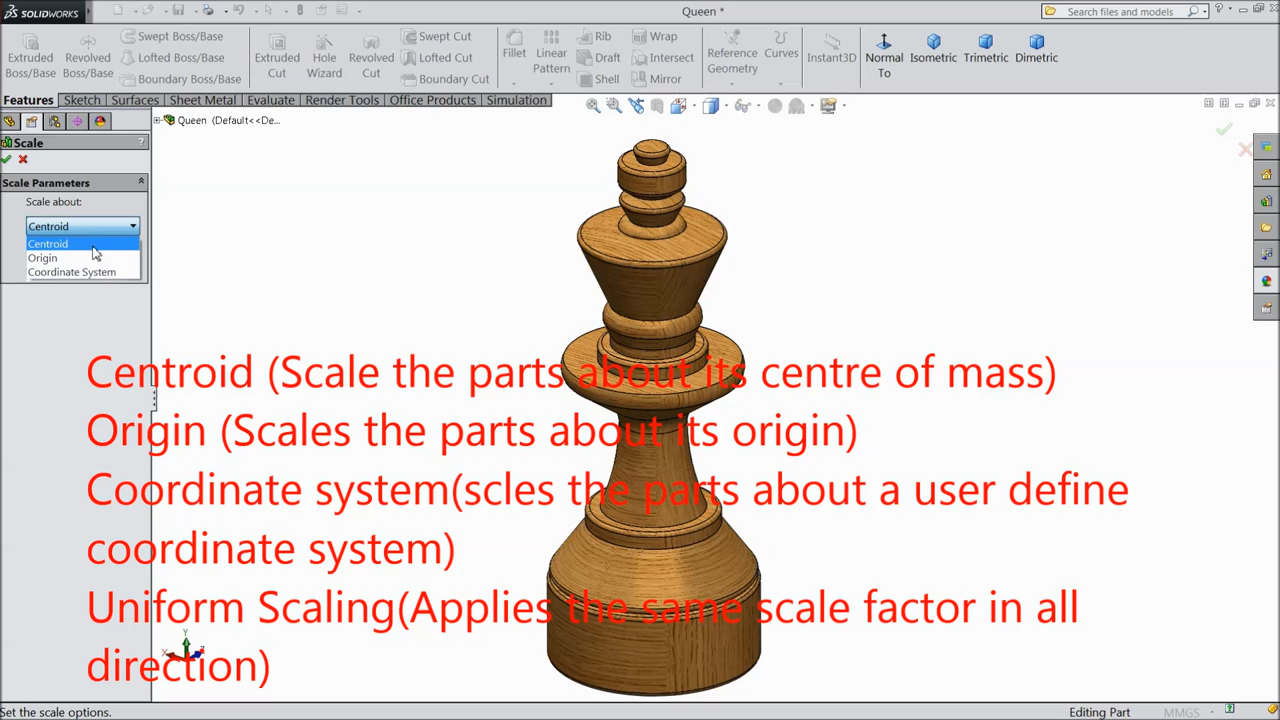 SOLIDWORKS
Queen *
Search files and models
Extruded Boss/Base
Revolved Boss/Base
Swept Boss/Base
Lofted Boss/Base
Boundary Boss/Base
Extruded Cut
Hole Wizard
Revolved Cut
Swept Cut
Lofted Cut
Boundary Cut
Fillet
Linear Pattern
Rib
Draft
Shell
Wrap
Intersect
Mirror
Reference Geometry
Curves
Instant3D
Normal To
Isometric
Trimetric
Dimetric
Features
Sketch
Surfaces
Sheet Metal
Evaluate
Render Tools
Office Products
Simulation
Queen (Default<<De...
Scale
?
Scale Parameters
Scale about:
Centroid
Centroid
Origin
Coordinate System
Centroid (Scale the parts about its centre of mass)
Origin (Scales the parts about its origin)
Coordinate system(scles the parts about a user define
coordinate system)
Uniform Scaling(Applies the same scale factor in all
direction)
Y
X
Z
Set the scale options.
Editing Part
MMGS